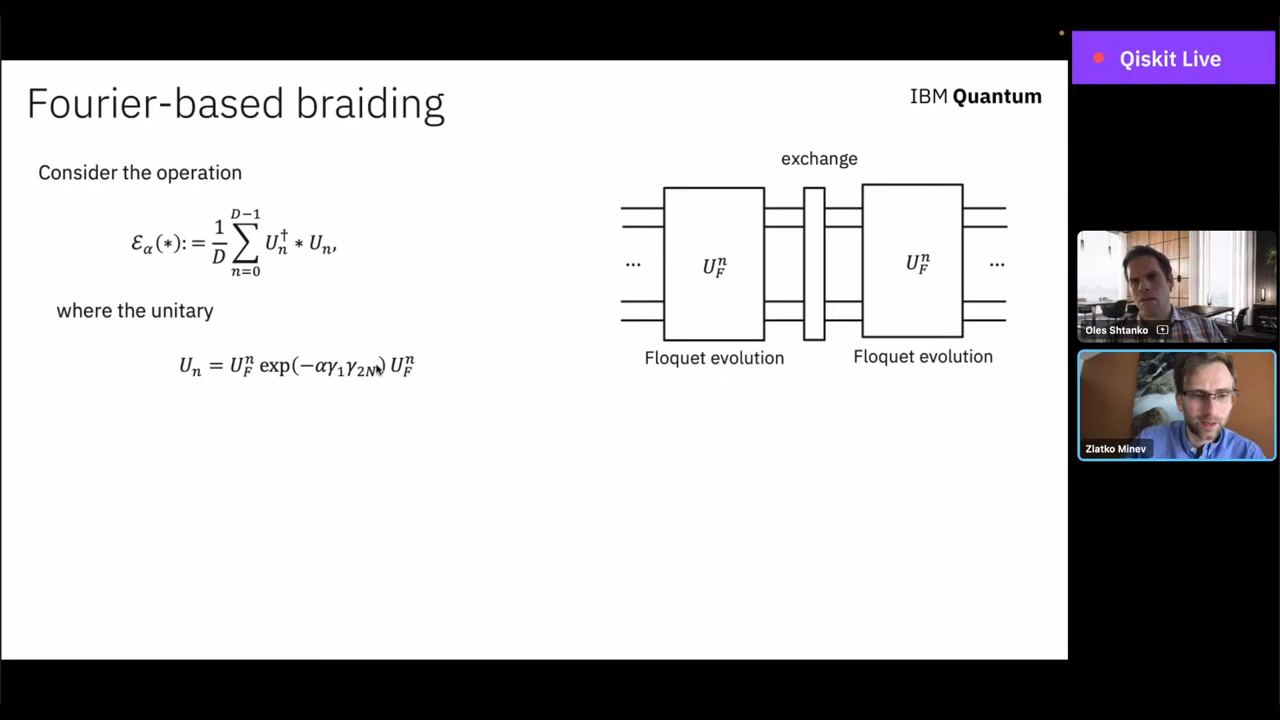 Fourier-based braiding
IBM Quantum
Qiskit Live
Consider the operation
ℰ_α(∗): = 1/D ∑_{n=0}^{D−1} U_n^† ∗ U_n,
where the unitary
U_n = U_F^n exp(−αγ_1γ_{2N}) U_F^n
exchange
...
U_F^n
U_F^n
...
Floquet evolution
Floquet evolution
Oles Shtanko
Zlatko Minev